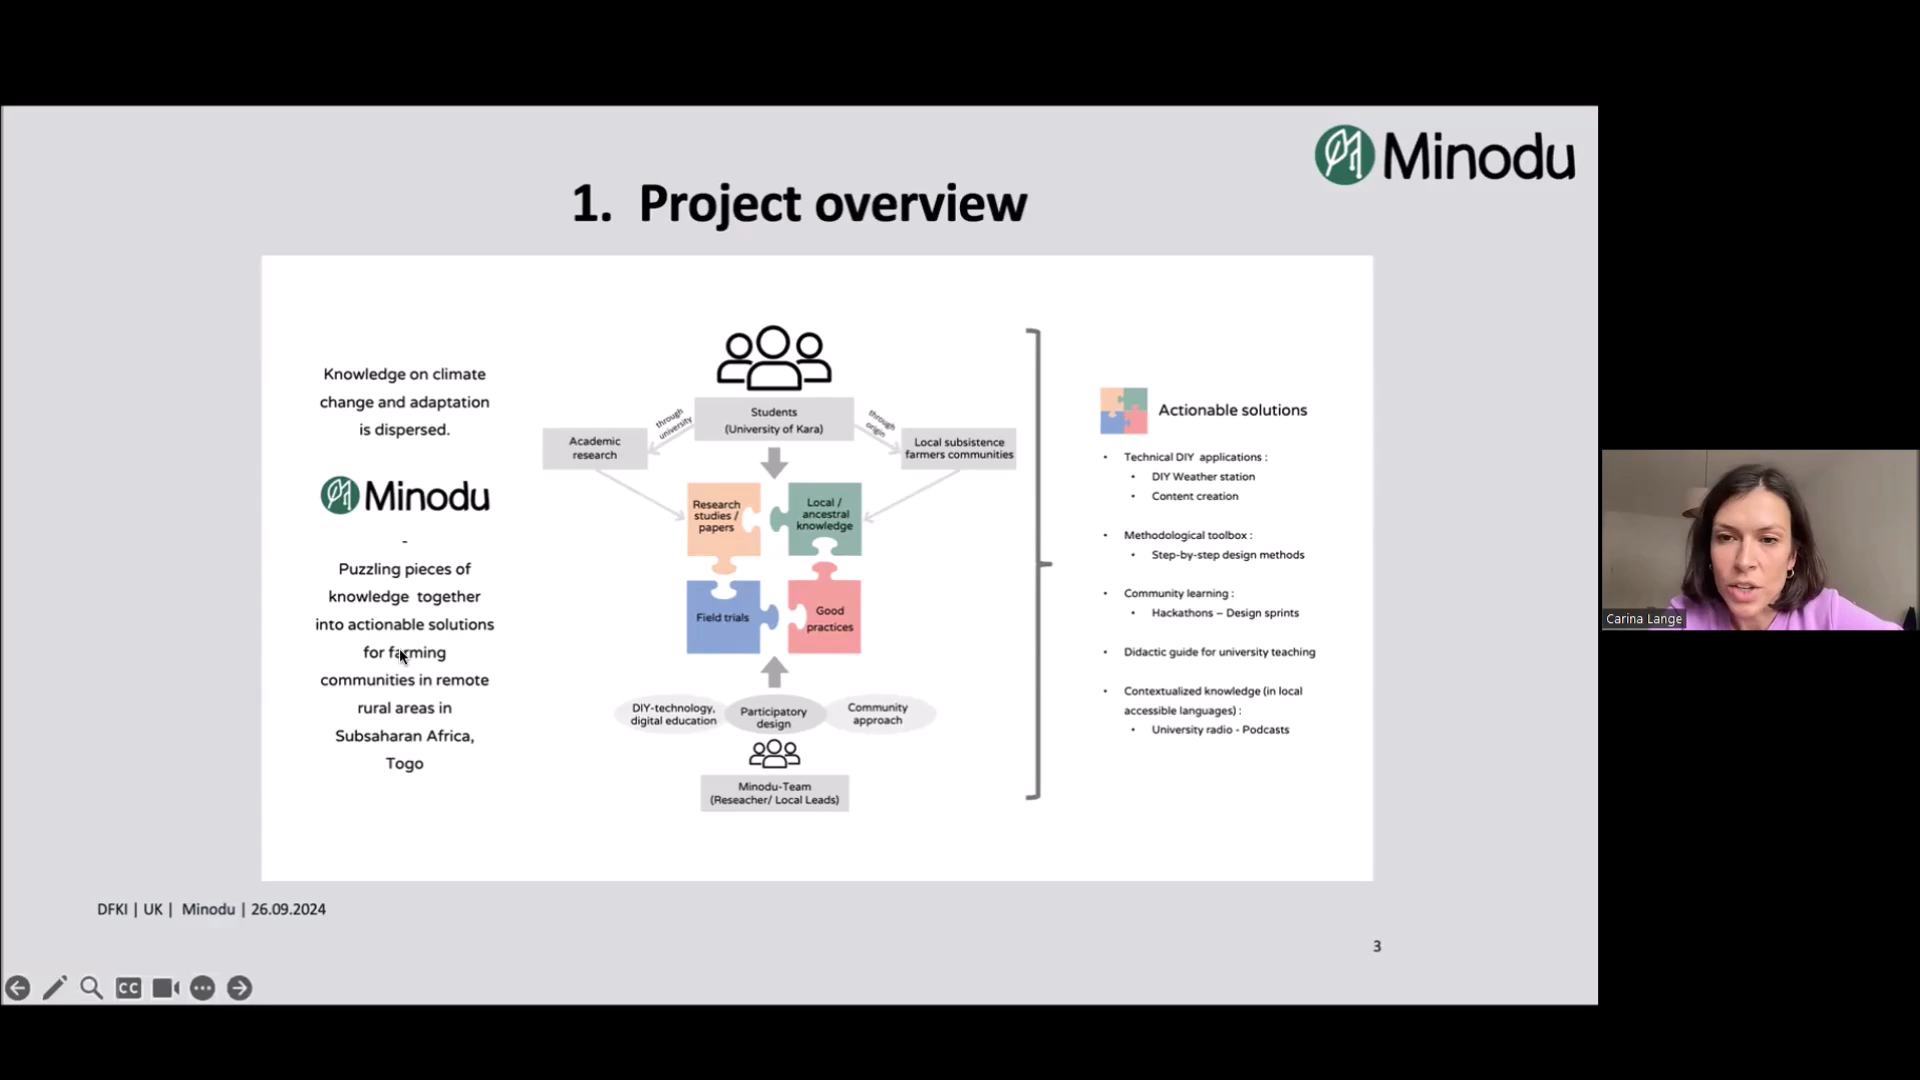 Minodu
1. Project overview
Knowledge on climate
change and adaptation
is dispersed.
Minodu
-
Puzzling pieces of
knowledge together
into actionable solutions
for farming
communities in remote
rural areas in
Subsaharan Africa,
Togo
Students
(University of Kara)
through
university
through
origin
Academic
research
Local subsistence
farmers communities
Research
studies /
papers
Local /
ancestral
knowledge
Field trials
Good
practices
DIY-technology,
digital education
Participatory
design
Community
approach
Minodu-Team
(Reseacher/ Local Leads)
Actionable solutions
• Technical DIY applications :
• DIY Weather station
• Content creation
• Methodological toolbox :
• Step-by-step design methods
• Community learning :
• Hackathons – Design sprints
• Didactic guide for university teaching
• Contextualized knowledge (in local
accessible languages) :
• University radio - Podcasts
DFKI | UK | Minodu | 26.09.2024
3
CC
Carina Lange